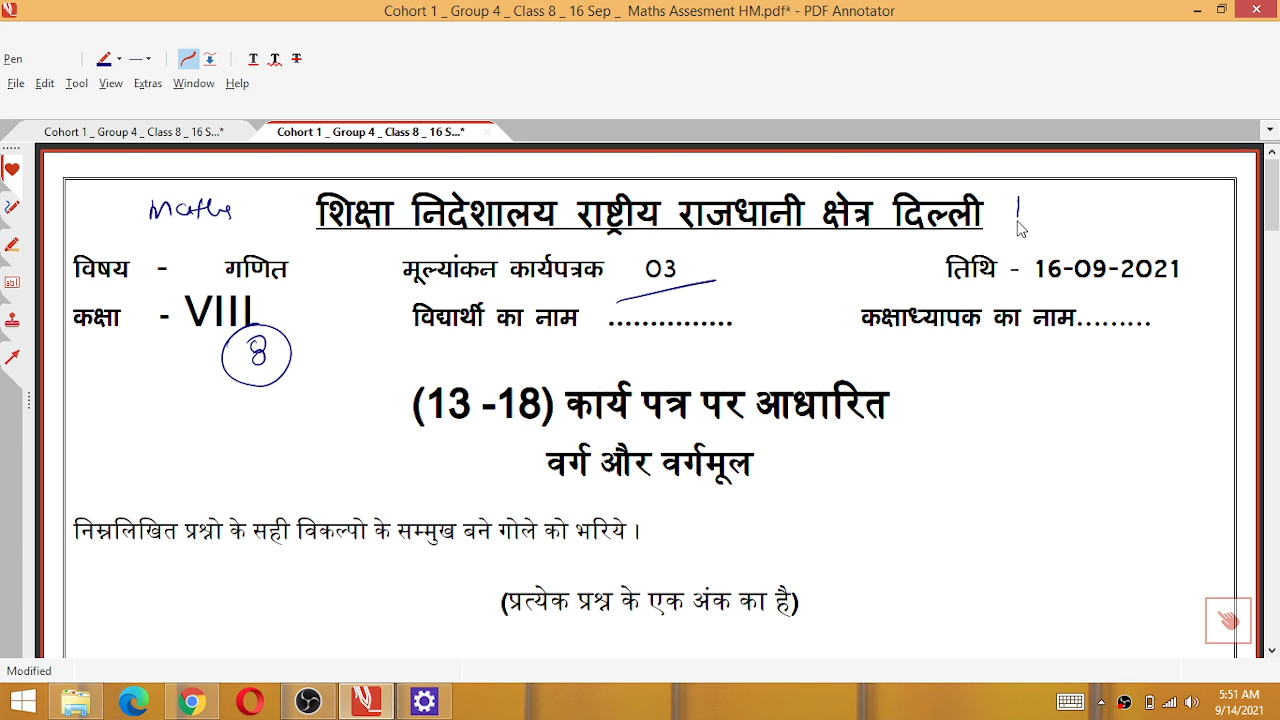 Cohort 1 _ Group 4 _ Class 8 _ 16 Sep _ Maths Assesment HM.pdf* - PDF Annotator
Pen
T T T
File Edit Tool View Extras Window Help
Cohort 1 _ Group 4 _ Class 8 _ 16 S...* Cohort 1 _ Group 4 _ Class 8 _ 16 S...*
Maths शिक्षा निदेशालय राष्ट्रीय राजधानी क्षेत्र दिल्ली
विषय - गणित मूल्यांकन कार्यपत्रक 03 तिथि - 16-09-2021
कक्षा - VIII विद्यार्थी का नाम ............... कक्षाध्यापक का नाम.........
8
(13 -18) कार्य पत्र पर आधारित
वर्ग और वर्गमूल
निम्नलिखित प्रश्नो के सही विकल्पो के सम्मुख बने गोले को भरिये ।
(प्रत्येक प्रश्न के एक अंक का है)
Modified
5:51 AM
9/14/2021